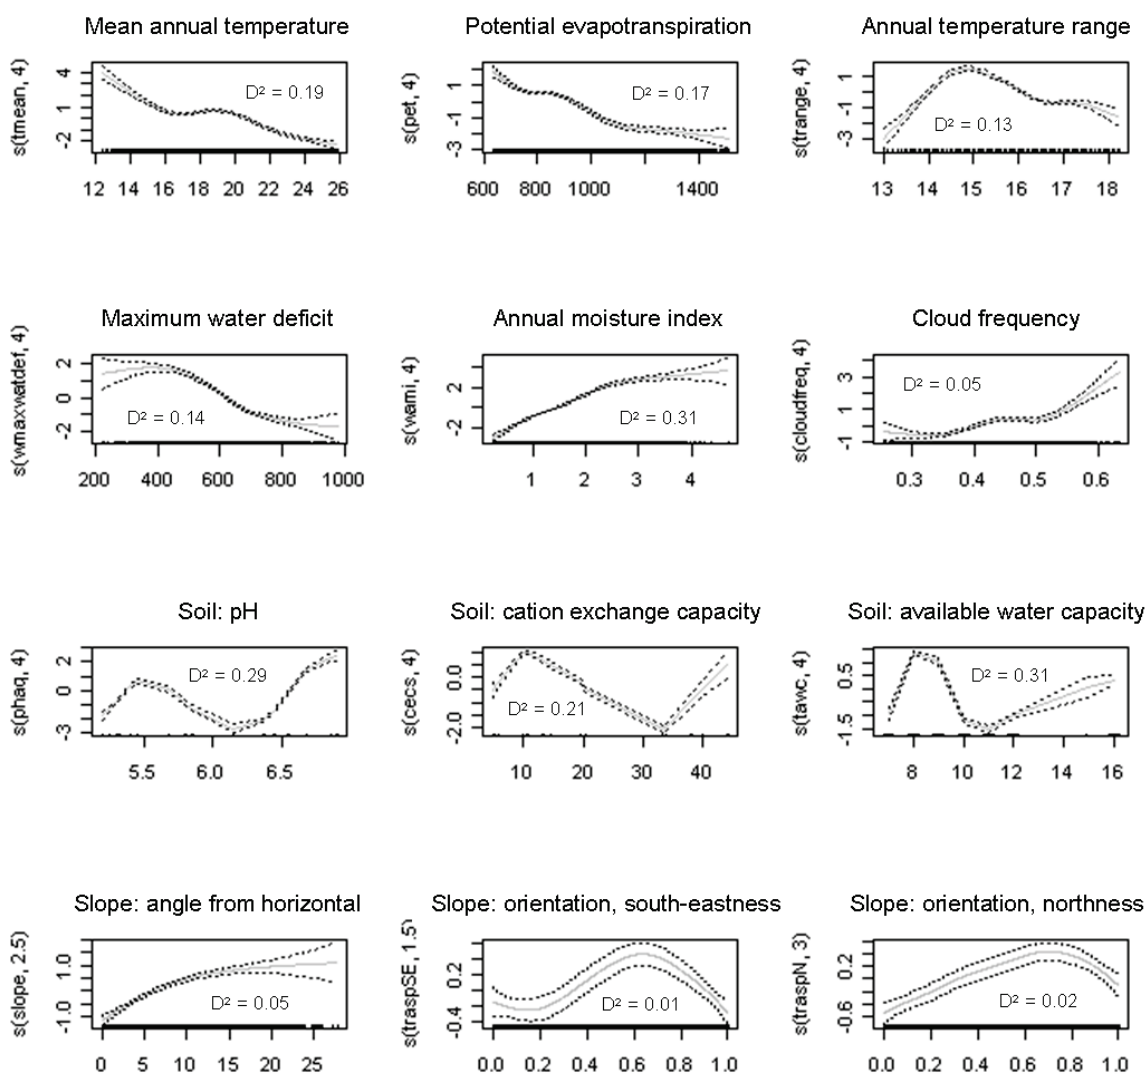 Mean annual temperature
Potential evapotranspiration
Annual temperature range
s(tmean, 4)
4
1
-2
D² = 0.19
12 14 16 18 20 22 24 26
s(pet, 4)
1
-1
-3
D² = 0.17
600 800 1000 1400
s(trange, 4)
1
-1
-3
D² = 0.13
13 14 15 16 17 18
Maximum water deficit
Annual moisture index
Cloud frequency
s(wmaxwatdef, 4)
2
0
-2
D² = 0.14
200 400 600 800 1000
s(wami, 4)
2
-2
D² = 0.31
1 2 3 4
s(cloudfreq, 4)
3
1
-1
D² = 0.05
0.3 0.4 0.5 0.6
Soil: pH
Soil: cation exchange capacity
Soil: available water capacity
s(phaq, 4)
2
0
-3
D² = 0.29
5.5 6.0 6.5
s(cecs, 4)
0.0
-2.0
D² = 0.21
10 20 30 40
s(tawc, 4)
0.5
-1.5
D² = 0.31
8 10 12 14 16
Slope: angle from horizontal
Slope: orientation, south-eastness
Slope: orientation, northness
s(slope, 2.5)
1.0
-1.0
D² = 0.05
0 5 10 15 20 25
s(traspSE, 1.5)
0.2
-0.4
D² = 0.01
0.0 0.2 0.4 0.6 0.8 1.0
s(traspN, 3)
0.2
-0.6
D² = 0.02
0.0 0.2 0.4 0.6 0.8 1.0